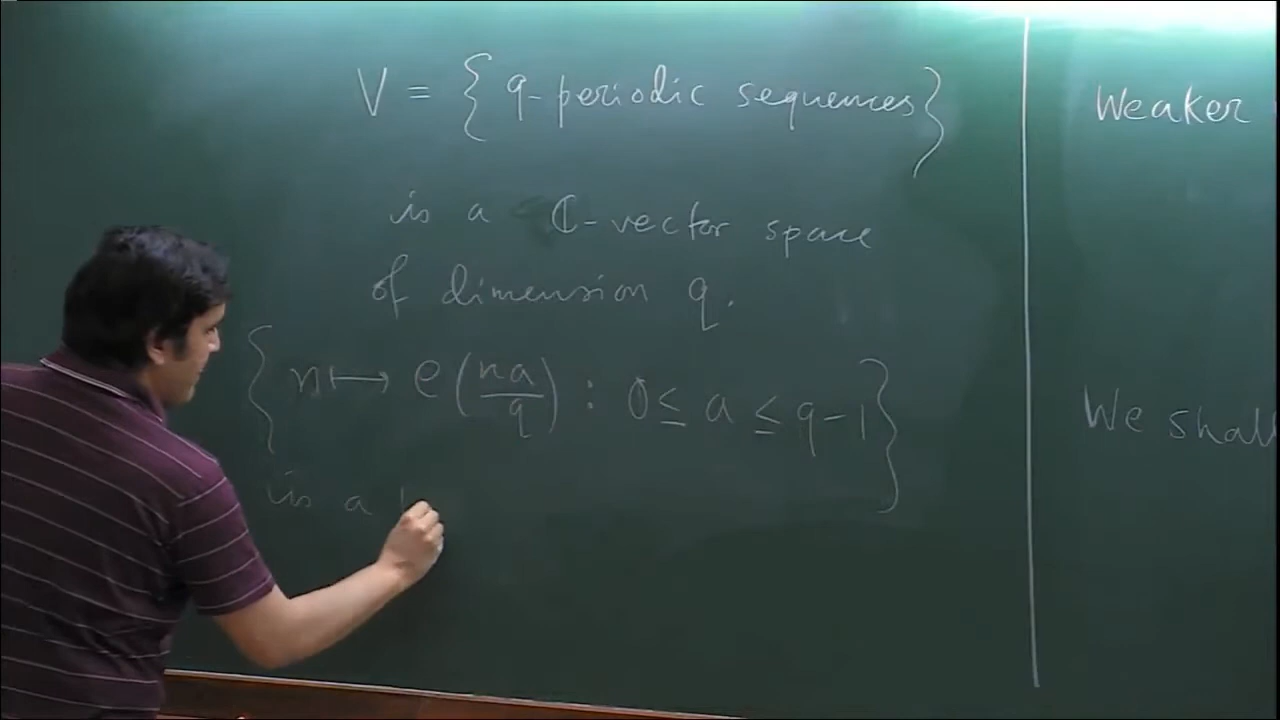 V = { q-periodic sequences }
is a ℂ-vector space
of dimension q.
{ n ↦ e(na/q) : 0 ≤ a ≤ q-1 }
is a
Weaker
We shall